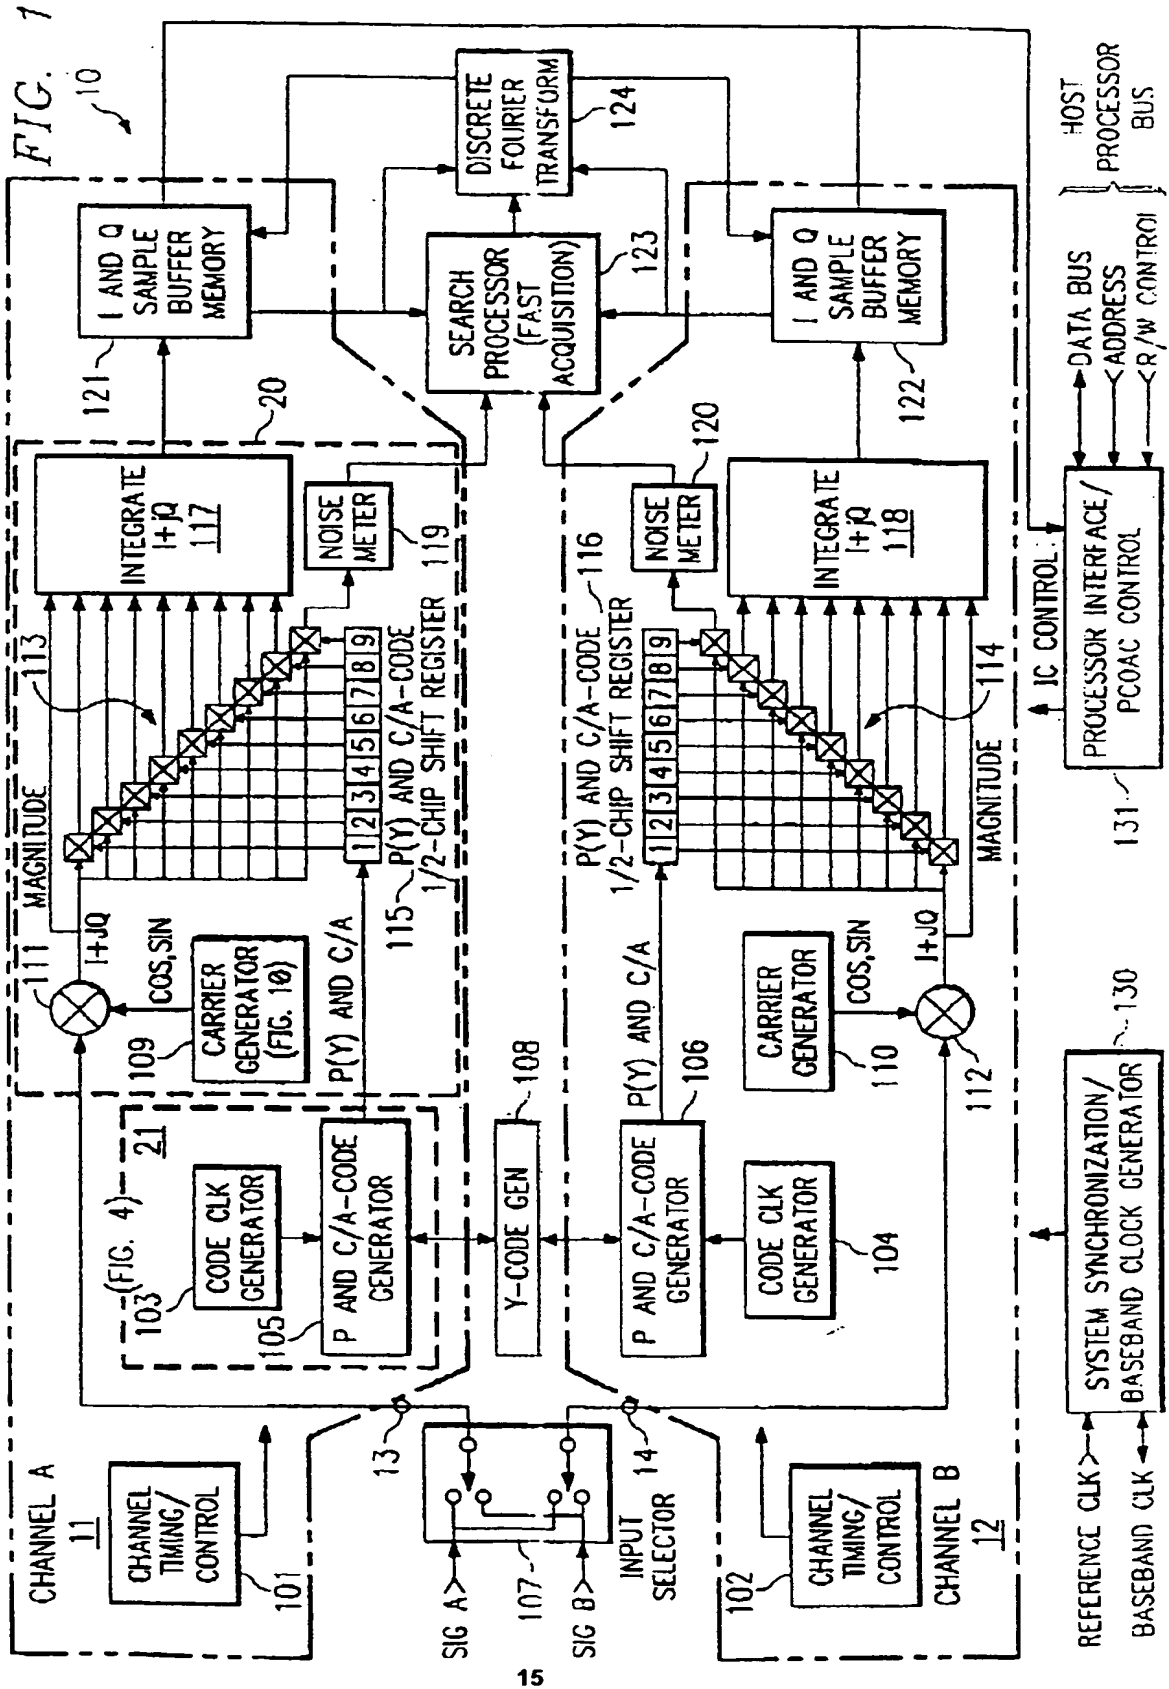 FIG. 1
10
CHANNEL A
11
CHANNEL
TIMING/
CONTROL
101
(FIG. 4)
21
103
CODE CLK
GENERATOR
105
P AND C/A-CODE
GENERATOR
P(Y) AND C/A
111
I+JQ
COS,SIN
109
CARRIER
GENERATOR
(FIG. 10)
MAGNITUDE
113
1 2 3 4 5 6 7 8 9
115
P(Y) AND C/A-CODE
1/2-CHIP SHIFT REGISTER
INTEGRATE
I+jQ
117
20
NOISE
METER
119
121
I AND Q
SAMPLE
BUFFER
MEMORY
SIG A>
SIG B>
107
INPUT
SELECTOR
13
14
Y-CODE GEN
108
SEARCH
PROCESSOR
(FAST
ACQUISITION)
123
DISCRETE
FOURIER
TRANSFORM
124
P AND C/A-CODE
GENERATOR
106
P(Y) AND C/A
CODE CLK
GENERATOR
104
P(Y) AND C/A-CODE
1/2-CHIP SHIFT REGISTER
116
1 2 3 4 5 6 7 8 9
NOISE
METER
120
CARRIER
GENERATOR
110
COS,SIN
I+JQ
112
114
MAGNITUDE
INTEGRATE
I+jQ
118
I AND Q
SAMPLE
BUFFER
MEMORY
122
102
CHANNEL
TIMING/
CONTROL
CHANNEL B
12
REFERENCE CLK>
BASEBAND CLK
SYSTEM SYNCHRONIZATION/
BASEBAND CLOCK GENERATOR
130
IC CONTROL
131
PROCESSOR INTERFACE/
PCOAC CONTROL
DATA BUS
<ADDRESS
<R/W CONTROL
HOST
PROCESSOR
BUS
15